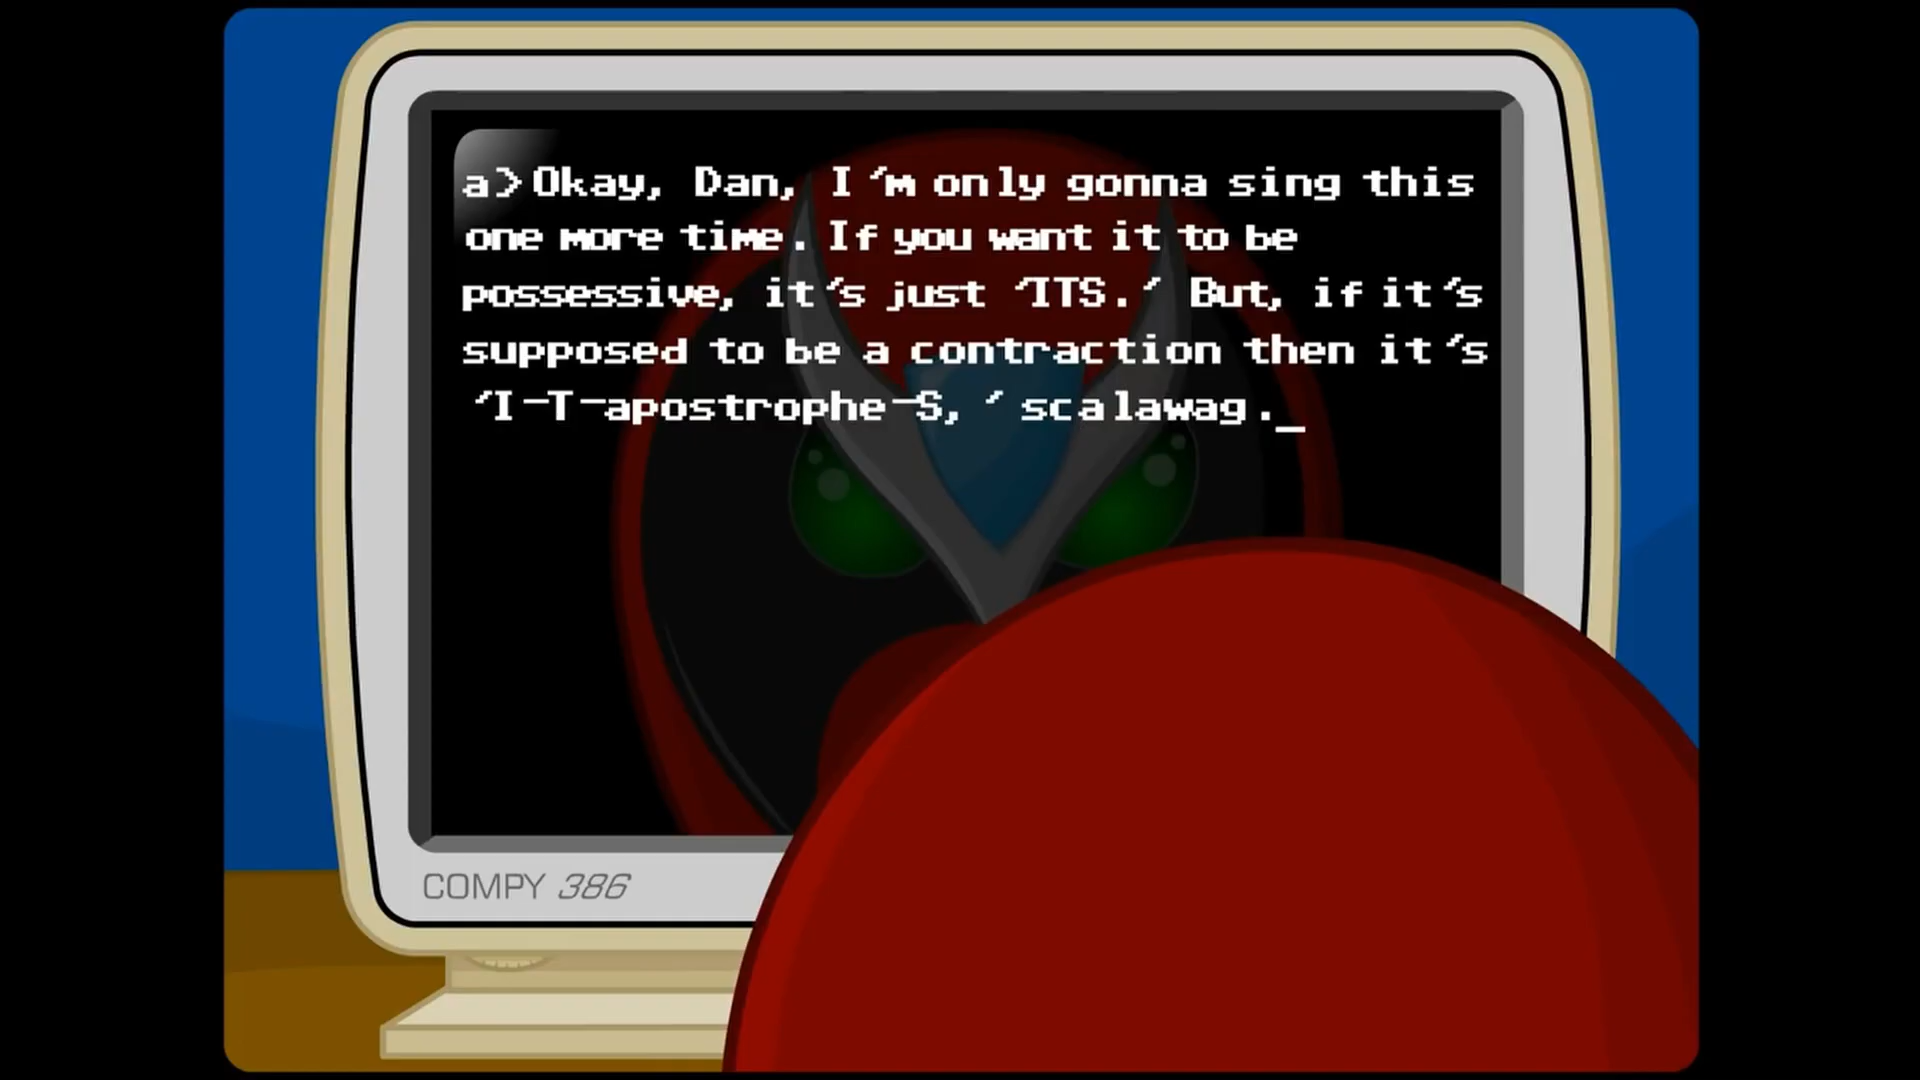 a>Okay, Dan, I'm only gonna sing this
one more time. If you want it to be
possessive, it's just 'ITS.' But, if it's
supposed to be a contraction then it's
'I-T-apostrophe-S,' scalawag._
COMPY 386